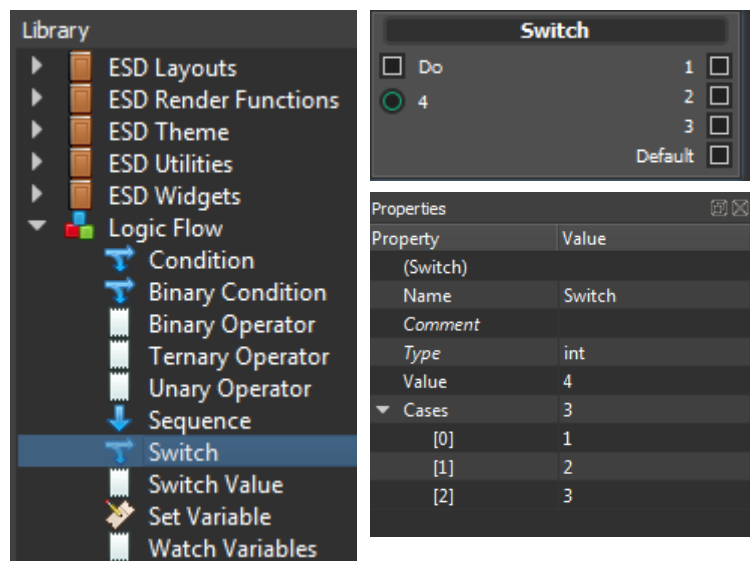 Library
ESD Layouts
ESD Render Functions
ESD Theme
ESD Utilities
ESD Widgets
Logic Flow
Condition
Binary Condition
Binary Operator
Ternary Operator
Unary Operator
Sequence
Switch
Switch Value
Set Variable
Watch Variables
Switch
Do 1
4 2
3
Default
Properties
Property Value
(Switch)
Name Switch
Comment
Type int
Value 4
Cases 3
[0] 1
[1] 2
[2] 3